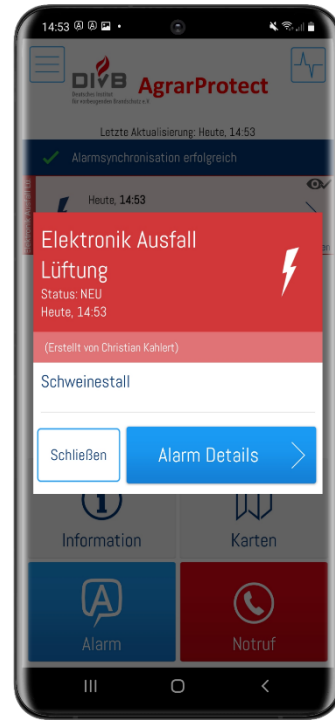 14:53
DIVB
Deutsches Institut
für vorbeugenden Brandschutz e.V.
AgrarProtect
Letzte Aktualisierung: Heute, 14:53
Alarmsynchronisation erfolgreich
Heute, 14:53
Elektronik Ausfall
Lüftung
Status: NEU
Heute, 14:53
(Erstellt von Christian Kahlert)
Schweinestall
Schließen
Alarm Details
Information
Karten
Alarm
Notruf